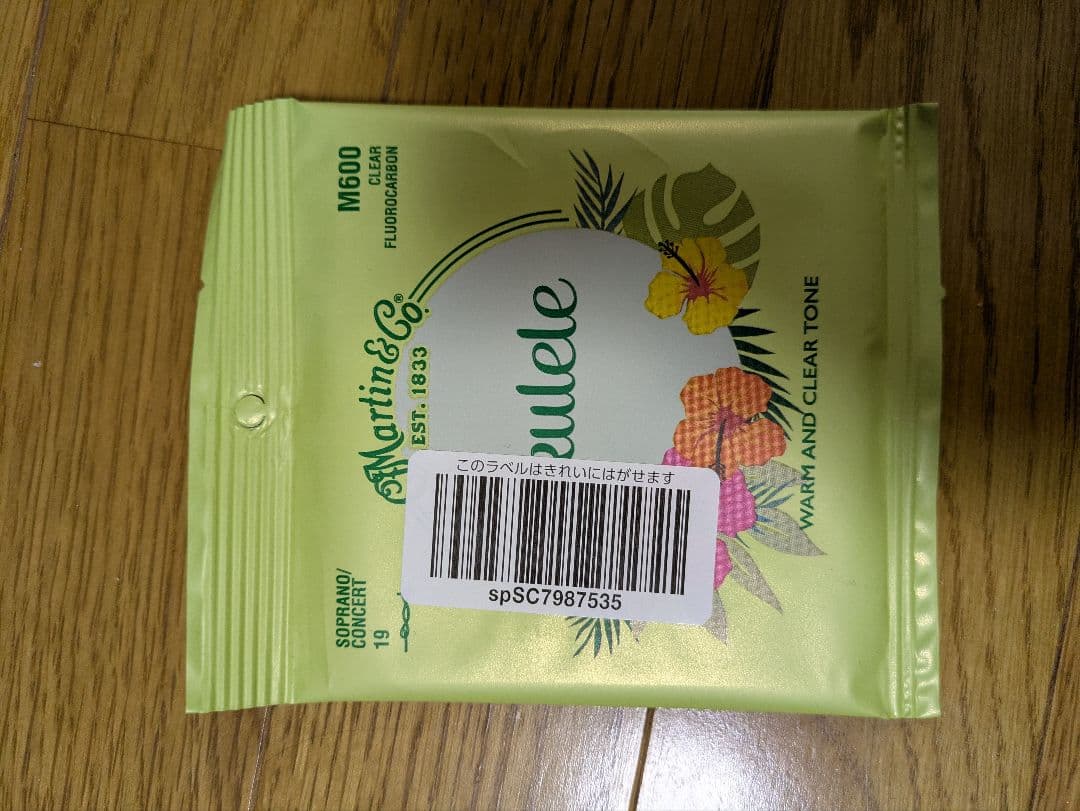 SOPRANO/
CONCERT
19
M600
CLEAR
FLUOROCARBON
Martin & Co.®
EST. 1833
WARM AND CLEAR TONE
このラベルはきれいにはがせます
spSC7987535